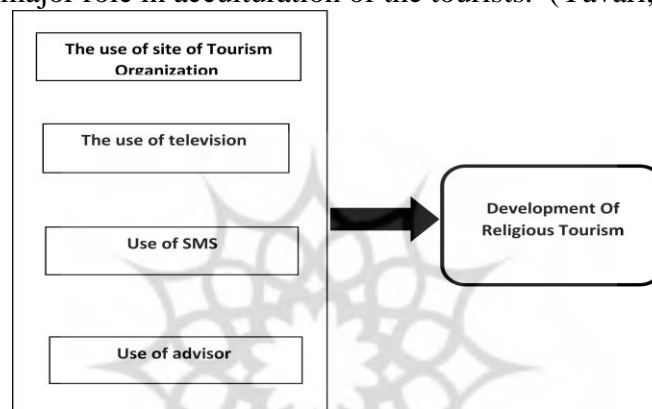 major role in acculturation of the tourists. (Tavari,
The use of site of Tourism
Organization
The use of television
Use of SMS
Use of advisor
Development Of
Religious Tourism